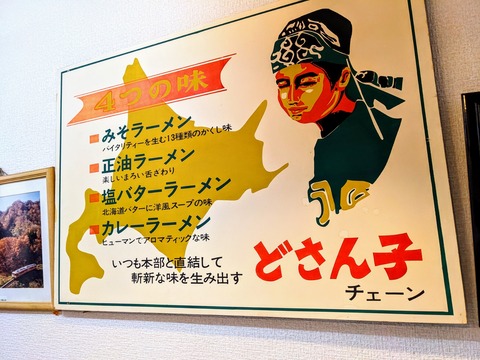 4つの味
みそラーメン
バイタリティーを生む13種類のかくし味
正油ラーメン
楽しいまろい舌ざわり
塩バターラーメン
北海道バターに洋風スープの味
カレーラーメン
ヒューマンでアロマティックな味
いつも本部と直結して
斬新な味を生み出す
どさん子
チェーン